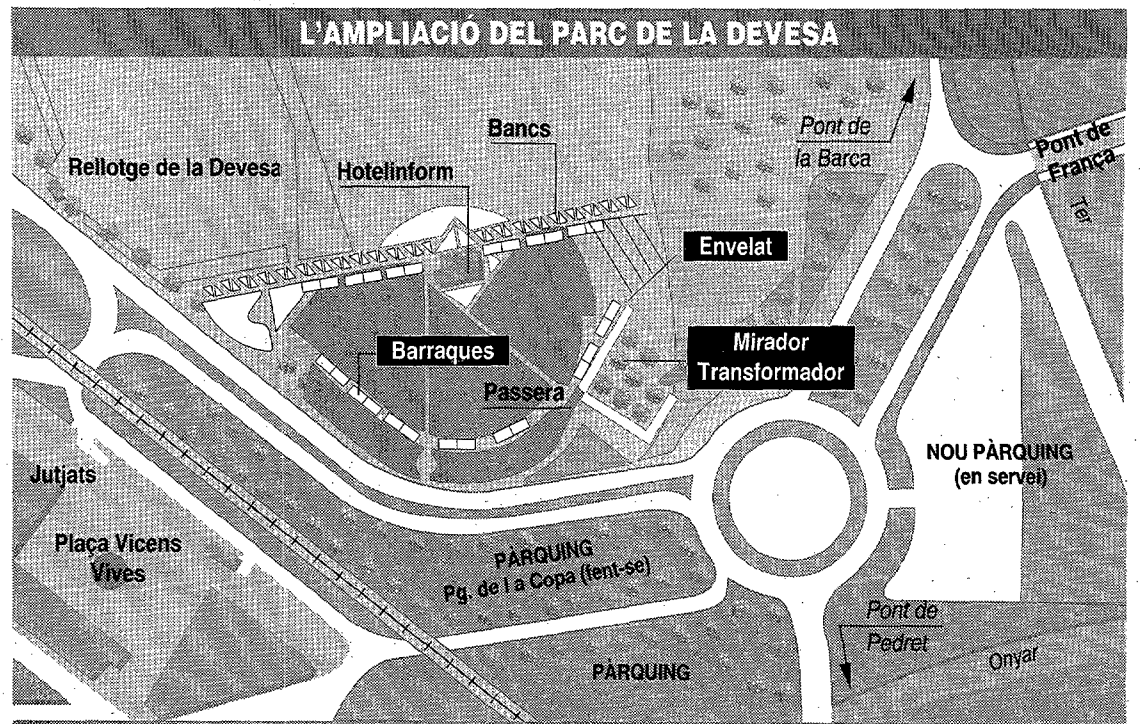 L'AMPLIACIÓ DEL PARC DE LA DEVESA
Bancs
Pont de
la Barca
Pont de
França
Rellotge de la Devesa
Hotelinform
Ter
Envelat
Barraques
Mirador
Transformador
Passera
NOU PÀRQUING
(en servei)
Jutjats
Plaça Vicens
Vives
PÀRQUING
Pg. de l a Copa (fent-se)
Pont de
Pedret
Onyar
PÀRQUING